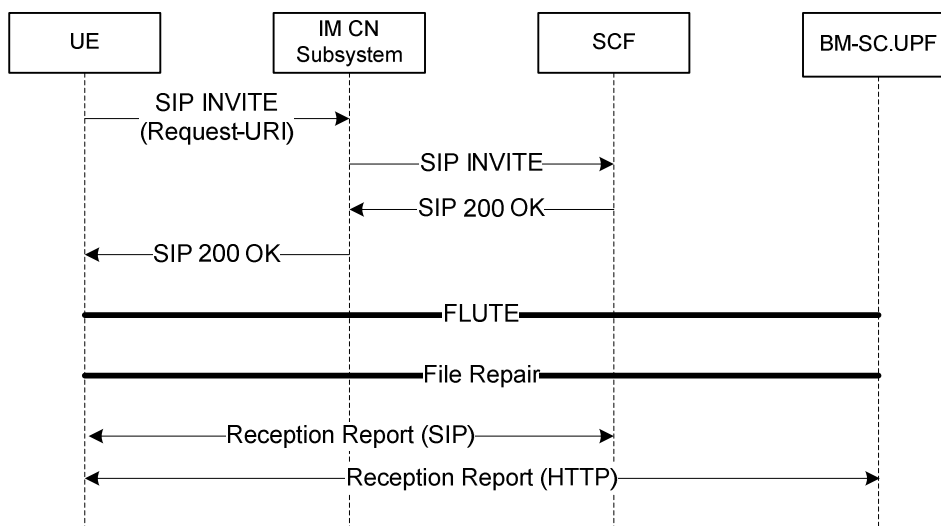 UE
IM CN
Subsystem
SCF
BM-SC.UPF
SIP INVITE
(Request-URI)
SIP INVITE
SIP 200 OK
SIP 200 OK
FLUTE
File Repair
Reception Report (SIP)
Reception Report (HTTP)